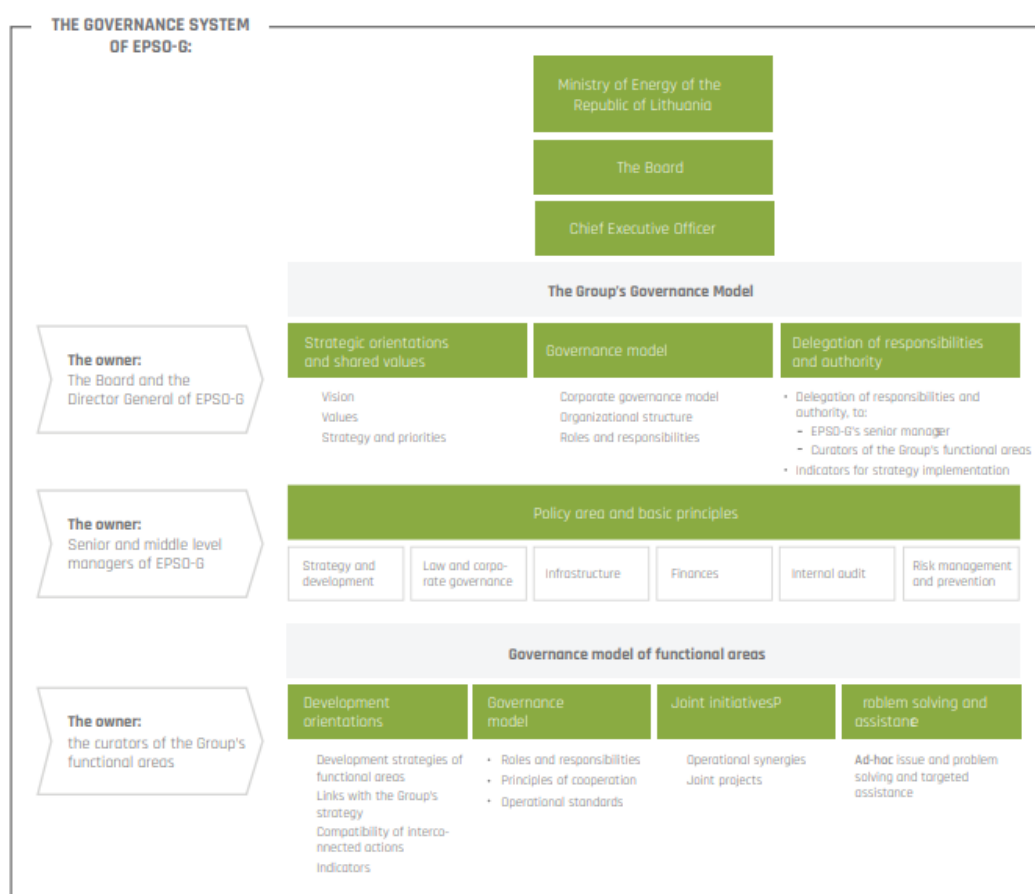 THE GOVERNANCE SYSTEM
OF EPSO-G:
Ministry of Energy of the
Republic of Lithuania
The Board
Chief Executive Officer
The Group's Governance Model
The owner:
The Board and the
Director General of EPSO-G
Strategic orientations
and shared values
Vision
Values
Strategy and priorities
Governance model
Corporate governance model
Organizational structure
Roles and responsibilities
Delegation of responsibilities
and authority
• Delegation of responsibilities and
authority, to:
- EPSO-G's senior manager
- Curators of the Group's functional areas
• Indicators for strategy implementation
The owner:
Senior and middle level
managers of EPSO-G
Policy area and basic principles
Strategy and
development
Law and corpo-
rate governance
Infrastructure
Finances
Internal audit
Risk management
and prevention
Governance model of functional areas
The owner:
the curators of the Group's
functional areas
Development
orientations
Development strategies of
functional areas
Links with the Group's
strategy
Compatibility of interco-
nnected actions
Indicators
Governance
model
• Roles and responsibilities
• Principles of cooperation
• Operational standards
Joint initiativesP
Operational synergies
Joint projects
roblem solving and
assistance
Ad-hoc issue and problem
solving and targeted
assistance